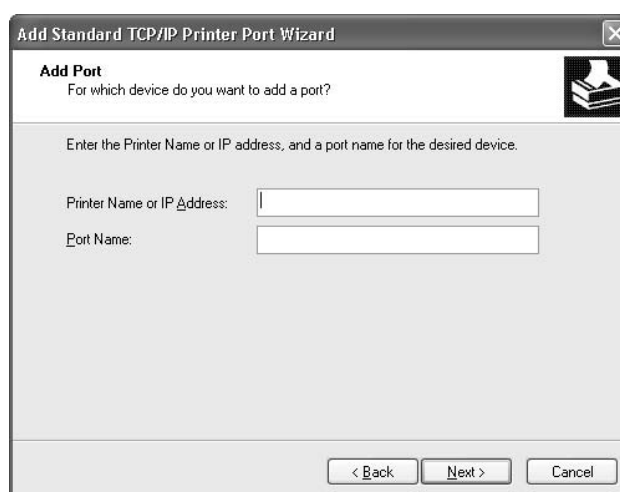 Add Standard TCP/IP Printer Port Wizard
Add Port
For which device do you want to add a port?
Enter the Printer Name or IP address, and a port name for the desired device.
Printer Name or IP Address:
Port Name:
< Back Next > Cancel